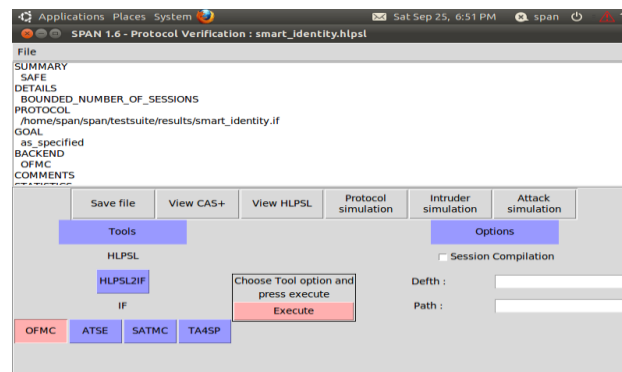 Applications Places System Sat Sep 25, 6:51 PM span
SPAN 1.6 - Protocol Verification : smart_identity.hlpsl
File
SUMMARY
SAFE
DETAILS
BOUNDED_NUMBER_OF_SESSIONS
PROTOCOL
/home/span/span/testsuite/results/smart_identity.if
GOAL
as_specified
BACKEND
OFMC
COMMENTS
STATISTICS
Save file View CAS+ View HLPSL Protocol simulation Intruder simulation Attack simulation
Tools Options
HLPSL Session Compilation
HLPSL2IF Choose Tool option and press execute Defth :
IF Execute Path :
OFMC ATSE SATMC TA4SP